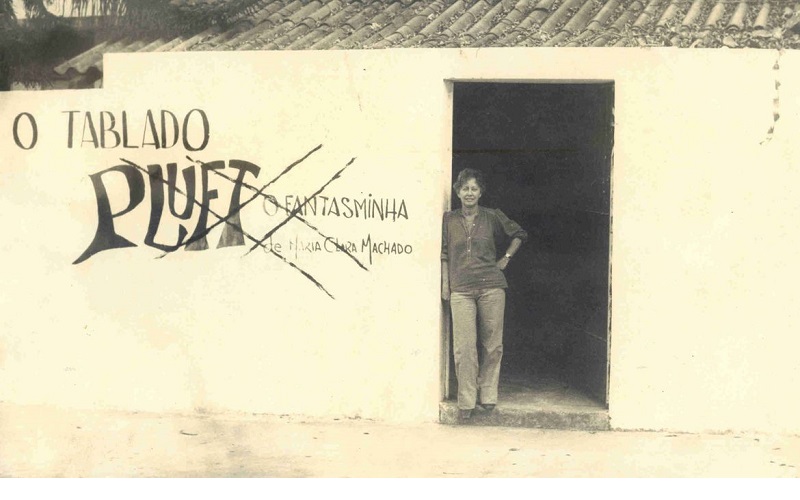 O TABLADO
PLUFT
O FANTASMINHA
de MARIA CLARA MACHADO